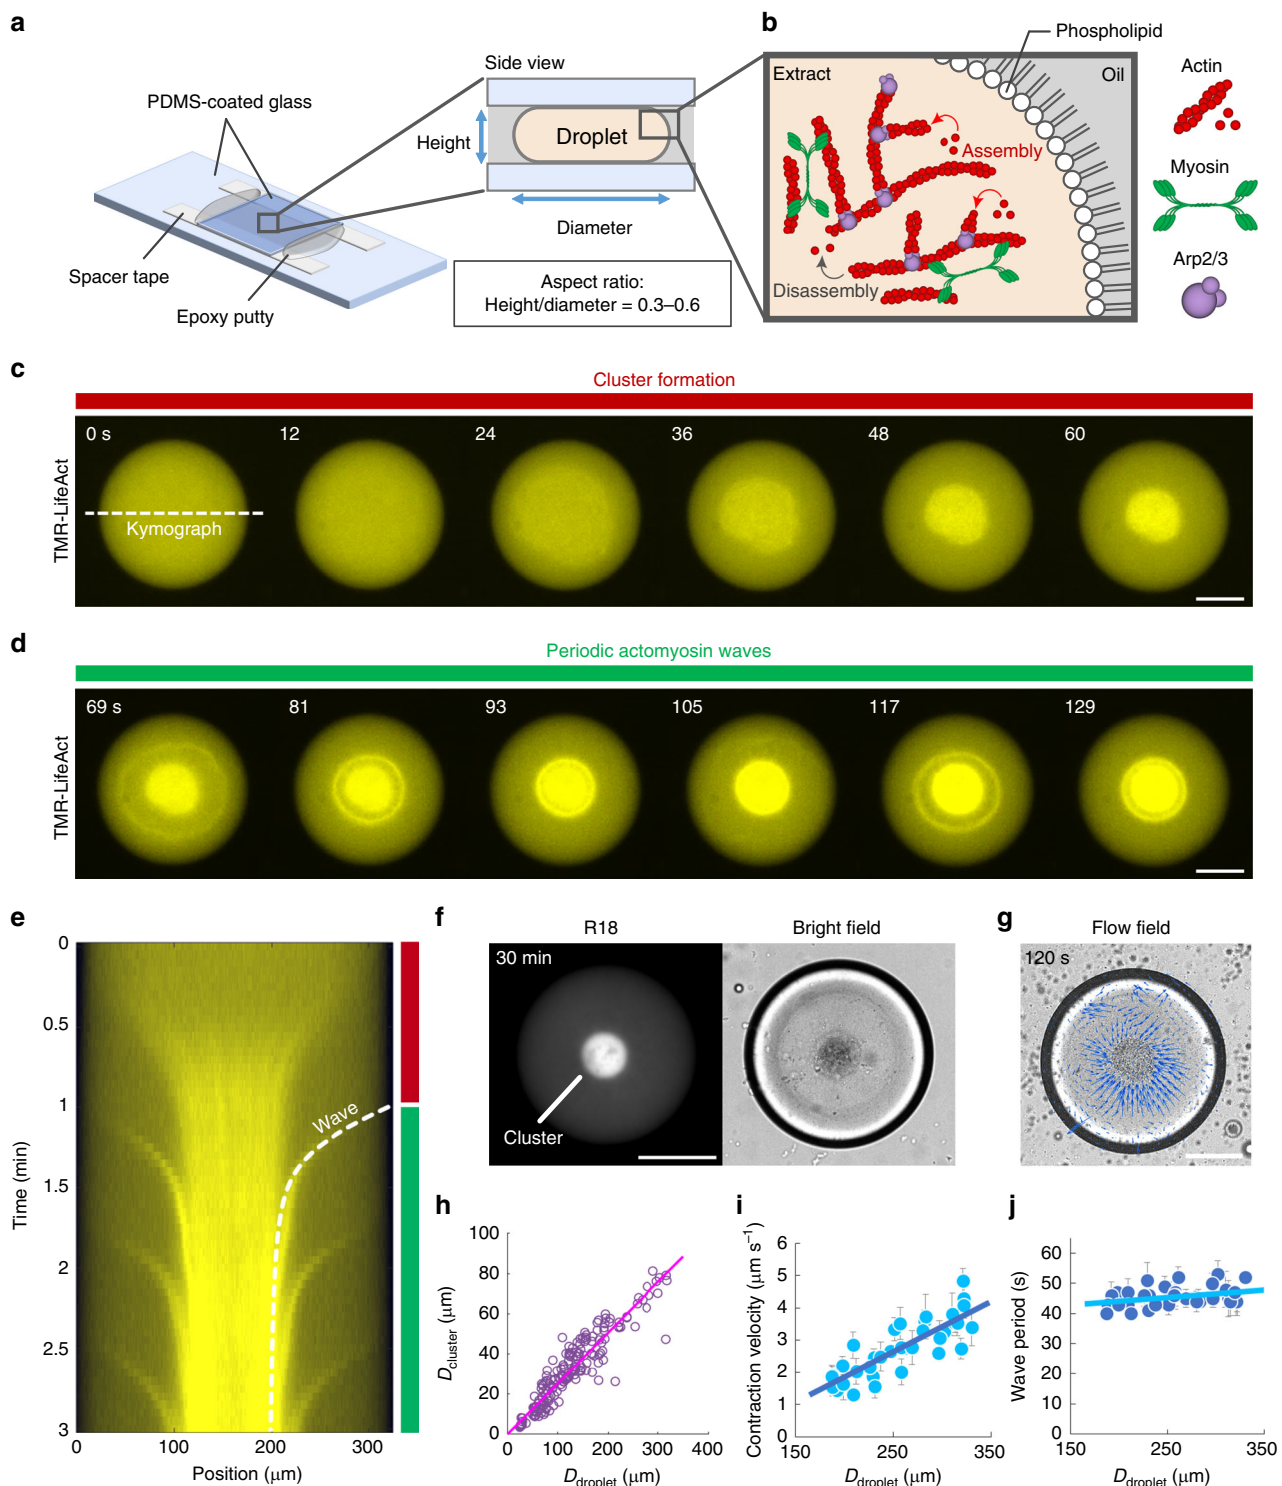 a
PDMS-coated glass
Spacer tape
Epoxy putty
Side view
Height
Droplet
Diameter
Aspect ratio:
Height/diameter = 0.3–0.6
b
Phospholipid
Extract
Oil
Assembly
Disassembly
Actin
Myosin
Arp2/3
c
Cluster formation
TMR-LifeAct
0 s
12
24
36
48
60
Kymograph
d
Periodic actomyosin waves
TMR-LifeAct
69 s
81
93
105
117
129
e
Time (min)
0
0.5
1
1.5
2
2.5
3
Wave
0
100
200
300
Position (μm)
f
R18
Bright field
30 min
Cluster
g
Flow field
120 s
h
D_cluster (μm)
100
80
60
40
20
0
0
100
200
300
400
D_droplet (μm)
i
Contraction velocity (μm s⁻¹)
6
5
4
3
2
1
0
150
250
350
D_droplet (μm)
j
Wave period (s)
60
50
40
30
20
10
0
150
250
350
D_droplet (μm)